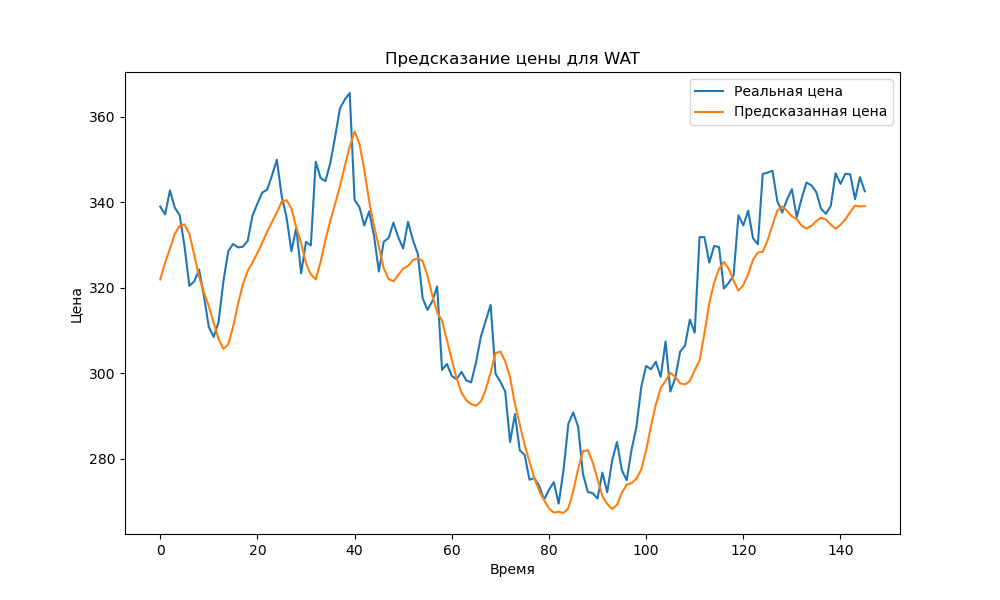 Предсказание цены для WAT
Реальная цена
Предсказанная цена
Цена
360
340
320
300
280
0 20 40 60 80 100 120 140
Время